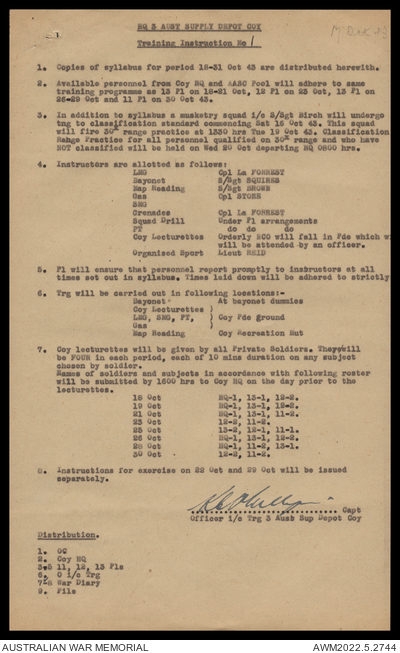 HQ 3 AUST SUPPLY DEPOT COY
Training Instruction No 1
1. Copies of syllabus for period 18-31 Oct 43 are distributed herewith.
2. Available personnel from Coy HQ and AASC Pool will adhere to same
training programme as 13 Pl on 18-21 Oct, 12 Pl on 23 Oct, 13 Pl on
26-29 Oct and 11 Pl on 30 Oct 43.
3. In addition to syllabus a musketry squad i/c S/Sgt Birch will undergo
tng to classification standard commencing Sat 16 Oct 43. This squad
will fire 30x range practice at 1330 hrs Tue 19 Oct 43. Classification
Range Practice for all personnel qualified on 30x range and who have
NOT classified will be held on Wed 20 Oct departing HQ 0800 hrs.
4. Instructors are allotted as follows:
LMG Cpl La FORREST
Bayonet S/Sgt SQUIRES
Map Reading S/Sgt BROWN
Gas Cpl STONE
SMG
Grenades Cpl La FORREST
Squad Drill Under Pl arrangements
PT do do do
Coy Lecturettes Orderly NCO will fall in Pde which wi
will be attended by an officer.
Organised Sport Lieut REID
5. Pl will ensure that personnel report promptly to instructors at all
times set out in syllabus. Times laid down will be adhered to strictly
6. Trg will be carried out in following locations:-
Bayonet At bayonet dummies
Coy Lecturettes )
LMG, SMG, PT, ) Coy Pde ground
Gas )
Map Reading Coy Recreation Hut
7. Coy lecturettes will be given by all Private Soldiers. They will
be FOUR in each period, each of 10 mins duration on any subject
chosen by soldier.
Names of soldiers and subjects in accordance with following roster
will be submitted by 1600 hrs to Coy HQ on the day prior to the
lecturettes.
18 Oct HQ-1, 13-1, 12-2.
19 Oct HQ-1, 13-1, 12-2.
21 Oct HQ-1, 13-1, 11-2.
23 Oct 12-2, 11-2.
25 Oct 13-2, 12-1, 11-1.
26 Oct HQ-1, 12-1, 11-2.
28 Oct HQ-1, 11-2, 13-1.
30 Oct 12-2, 11-2.
8. Instructions for exercise on 22 Oct and 29 Oct will be issued
separately.
Capt
Officer i/c Trg 3 Aust Sup Depot Coy
Distribution.
1. OC
2. Coy HQ
3-5 11, 12, 13 Pls
6. O i/c Trg
7-8 War Diary
9. File
AUSTRALIAN WAR MEMORIAL AWM2022.5.2744